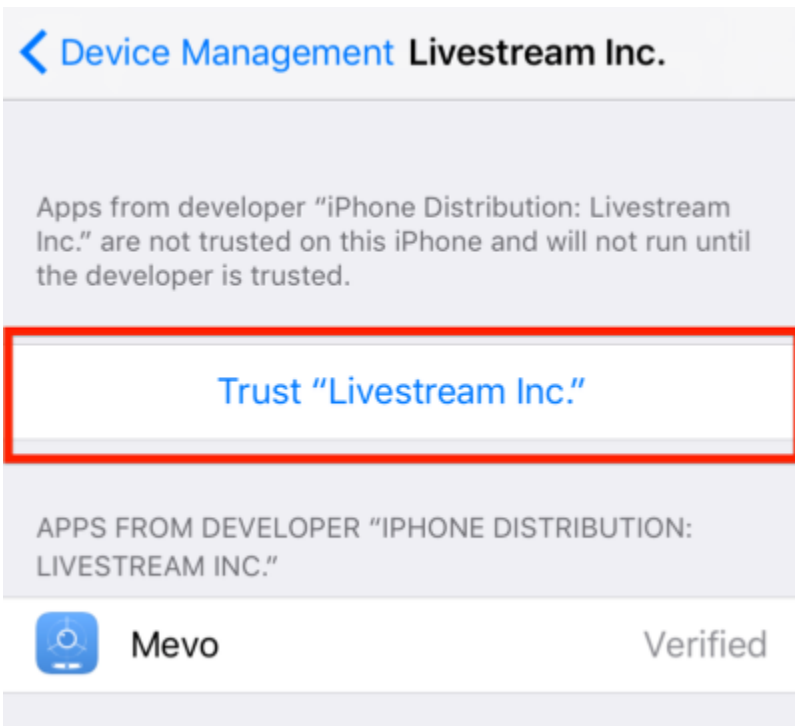 Device Management Livestream Inc.
Apps from developer “iPhone Distribution: Livestream
Inc.” are not trusted on this iPhone and will not run until
the developer is trusted.
Trust “Livestream Inc.”
APPS FROM DEVELOPER “IPHONE DISTRIBUTION:
LIVESTREAM INC.”
Mevo Verified